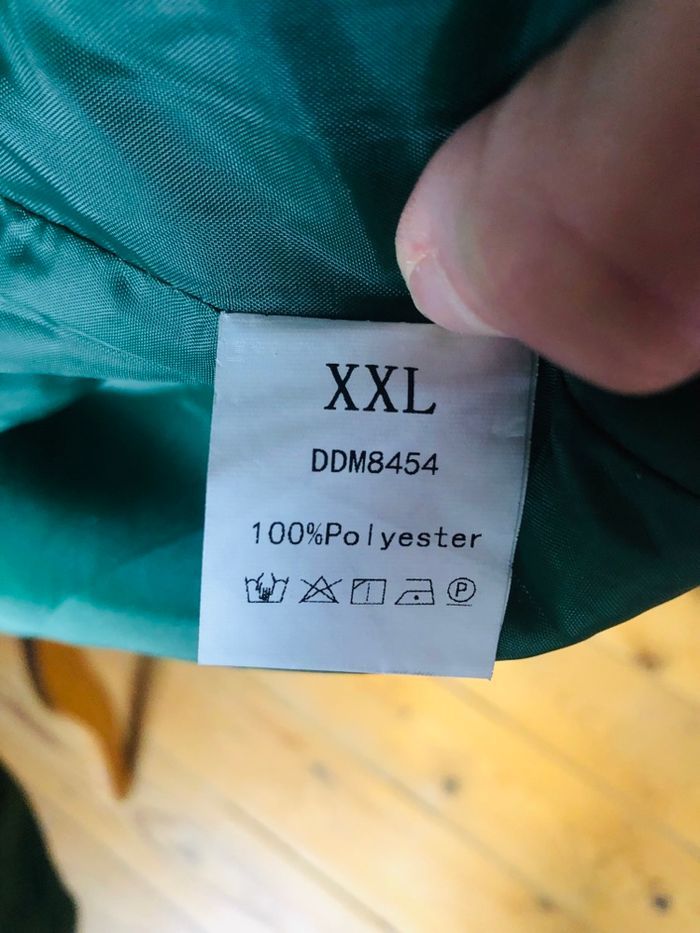 XXL
DDM8454
100%Polyester
P